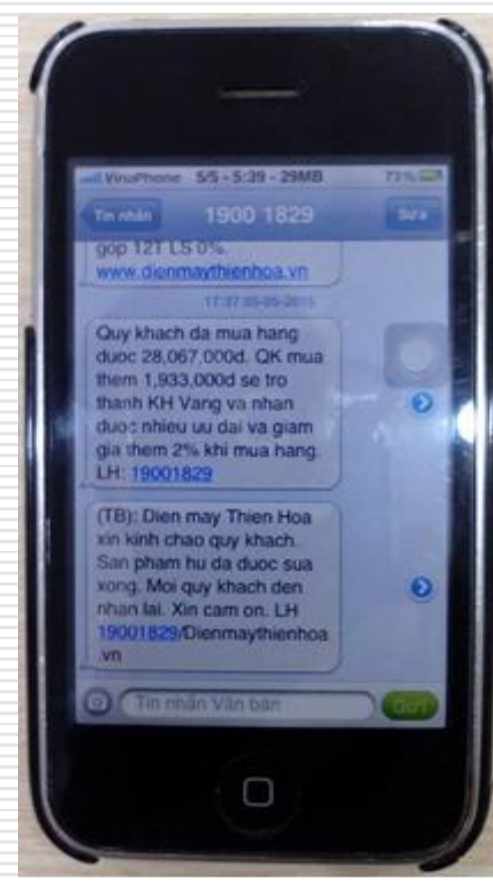 VinaPhone 5/5 - 5:39 - 29MB 73%
Tin nhắn 1900 1829 Sửa
gop 12T LS 0%.
www.dienmaythienhoa.vn
17:37 05-05-2015
Quy khach da mua hang
duoc 28,067,000d. QK mua
them 1,933,000d se tro
thanh KH Vang va nhan
duoc nhieu uu dai va giam
gia them 2% khi mua hang.
LH: 19001829
(TB): Dien may Thien Hoa
xin kinh chao quy khach.
San pham hu da duoc sua
xong. Moi quy khach den
nhan lai. Xin cam on. LH
19001829/Dienmaythienhoa
.vn
Tin nhắn Văn bản Gửi